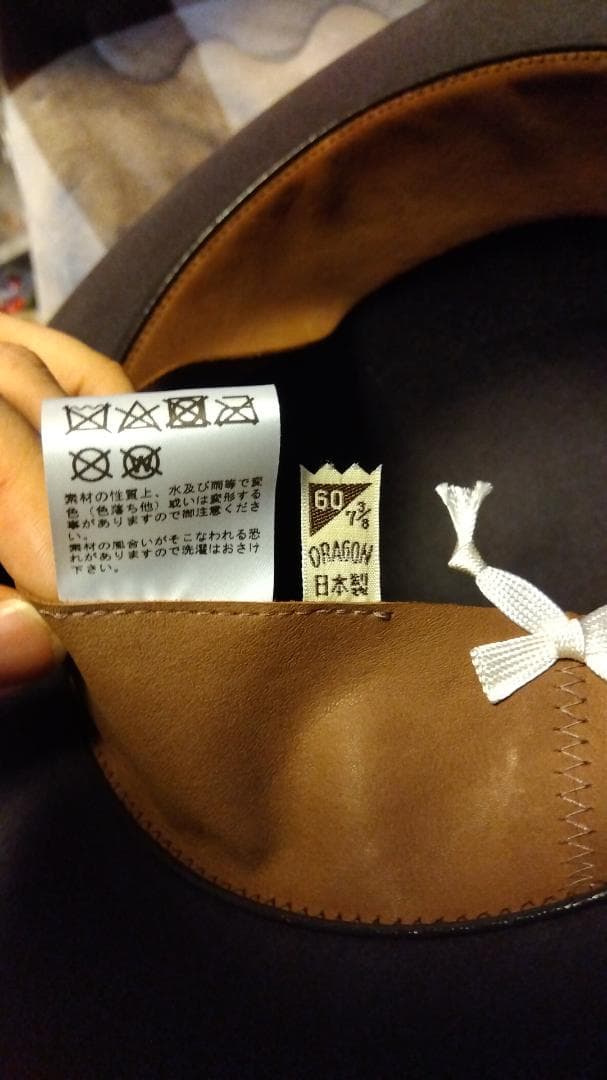 素材の性質上、水及び雨等で変
色(色落ち他)或いは変形する
事がありますので御注意くださ
い。
素材の風合いがそこなわれる恐
れがありますので洗濯はおさけ
下さい。
60
7 3/8
DRAGON
日本製